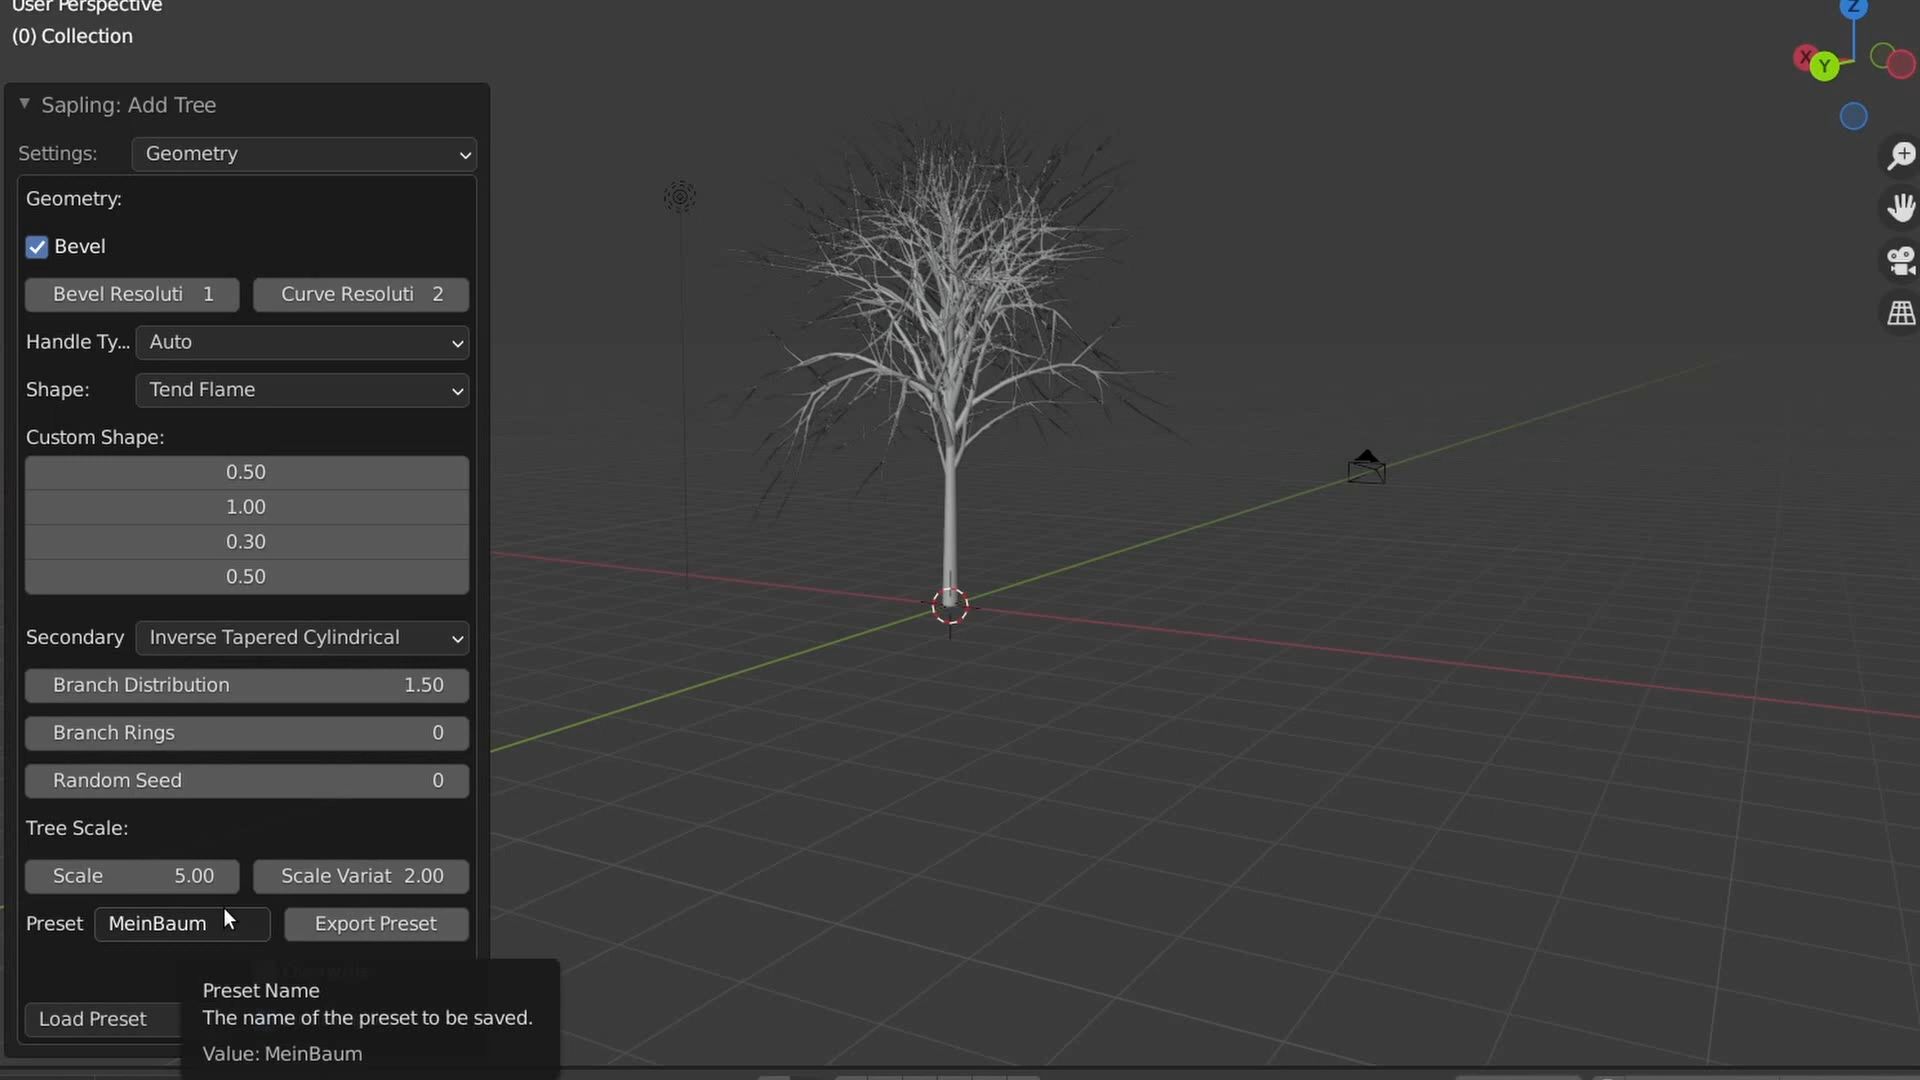 User Perspective
(0) Collection
Z
X
Y
Sapling: Add Tree
Settings: Geometry
Geometry:
Bevel
Bevel Resoluti 1 Curve Resoluti 2
Handle Ty... Auto
Shape: Tend Flame
Custom Shape:
0.50
1.00
0.30
0.50
Secondary Inverse Tapered Cylindrical
Branch Distribution 1.50
Branch Rings 0
Random Seed 0
Tree Scale:
Scale 5.00 Scale Variat 2.00
Preset MeinBaum Export Preset
Load Preset
Preset Name
The name of the preset to be saved.
Value: MeinBaum